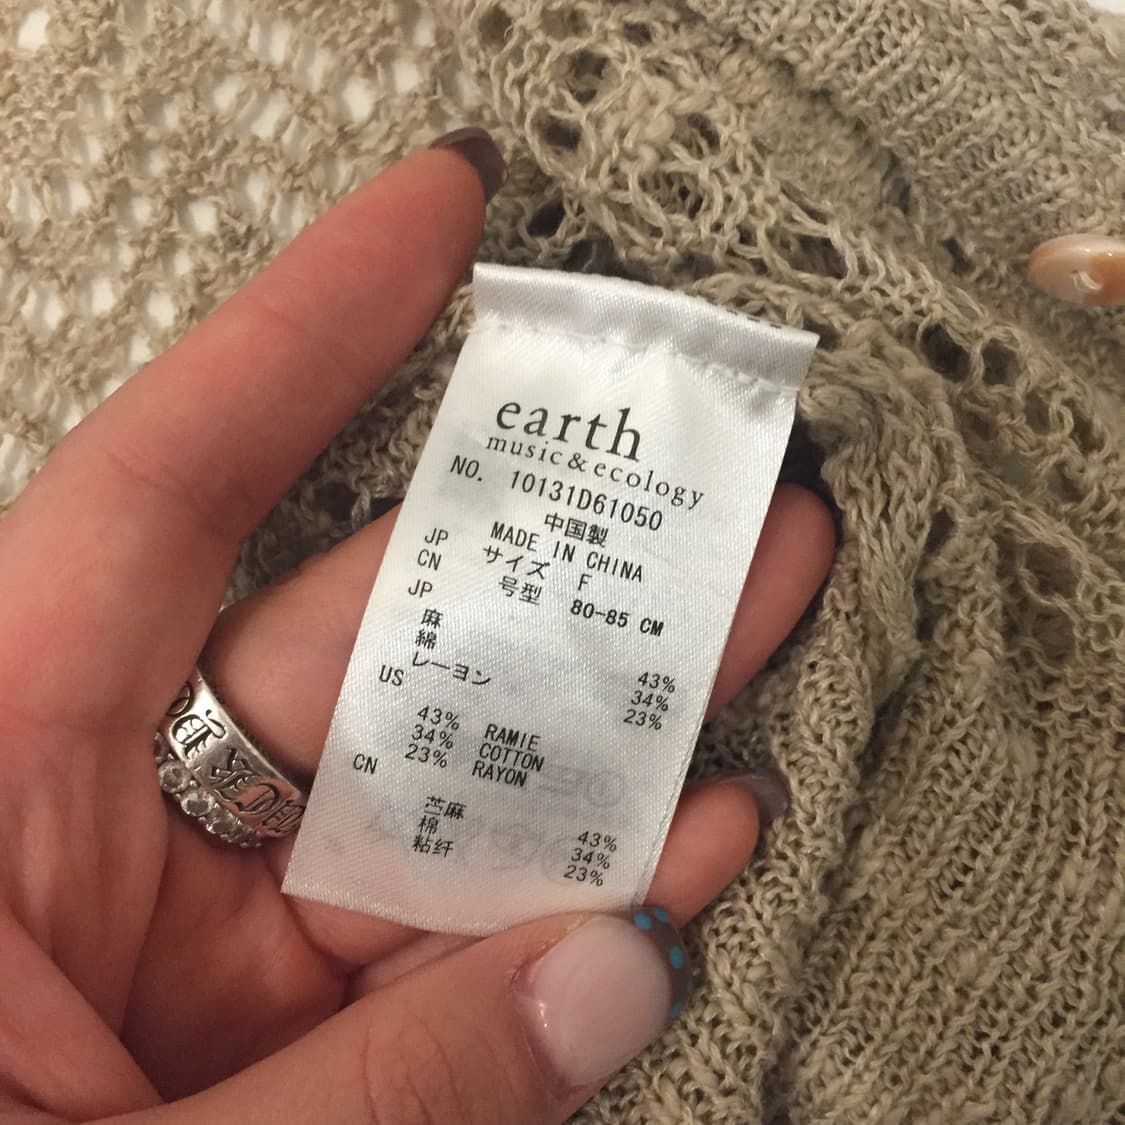 earth
music&ecology
NO. 10131D61050
中国製
MADE IN CHINA
JP サイズ F
CN 号型 80-85 CM
JP
麻 43%
綿 34%
レーヨン 23%
US
43% RAMIE
34% COTTON
23% RAYON
CN
苎麻 43%
棉 34%
粘纤 23%